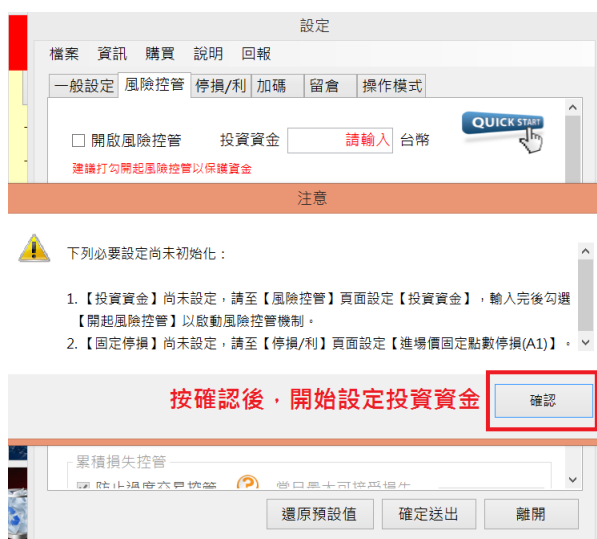 設定
檔案 資訊 購買 說明 回報
一般設定 風險控管 停損/利 加碼 留倉 操作模式
QUICK START
開啟風險控管 投資資金 請輸入 台幣
建議打勾開起風險控管以保護資金
注意
下列必要設定尚未初始化：
1. 【投資資金】尚未設定，請至【風險控管】頁面設定【投資資金】，輸入完後勾選
【開起風險控管】以啟動風險控管機制。
2. 【固定停損】尚未設定，請至【停損/利】頁面設定【進場價固定點數停損(A1)】。
按確認後，開始設定投資資金 確認
累積損失控管
防止過度交易控管 當日最大可接受損失
還原預設值 確定送出 離開